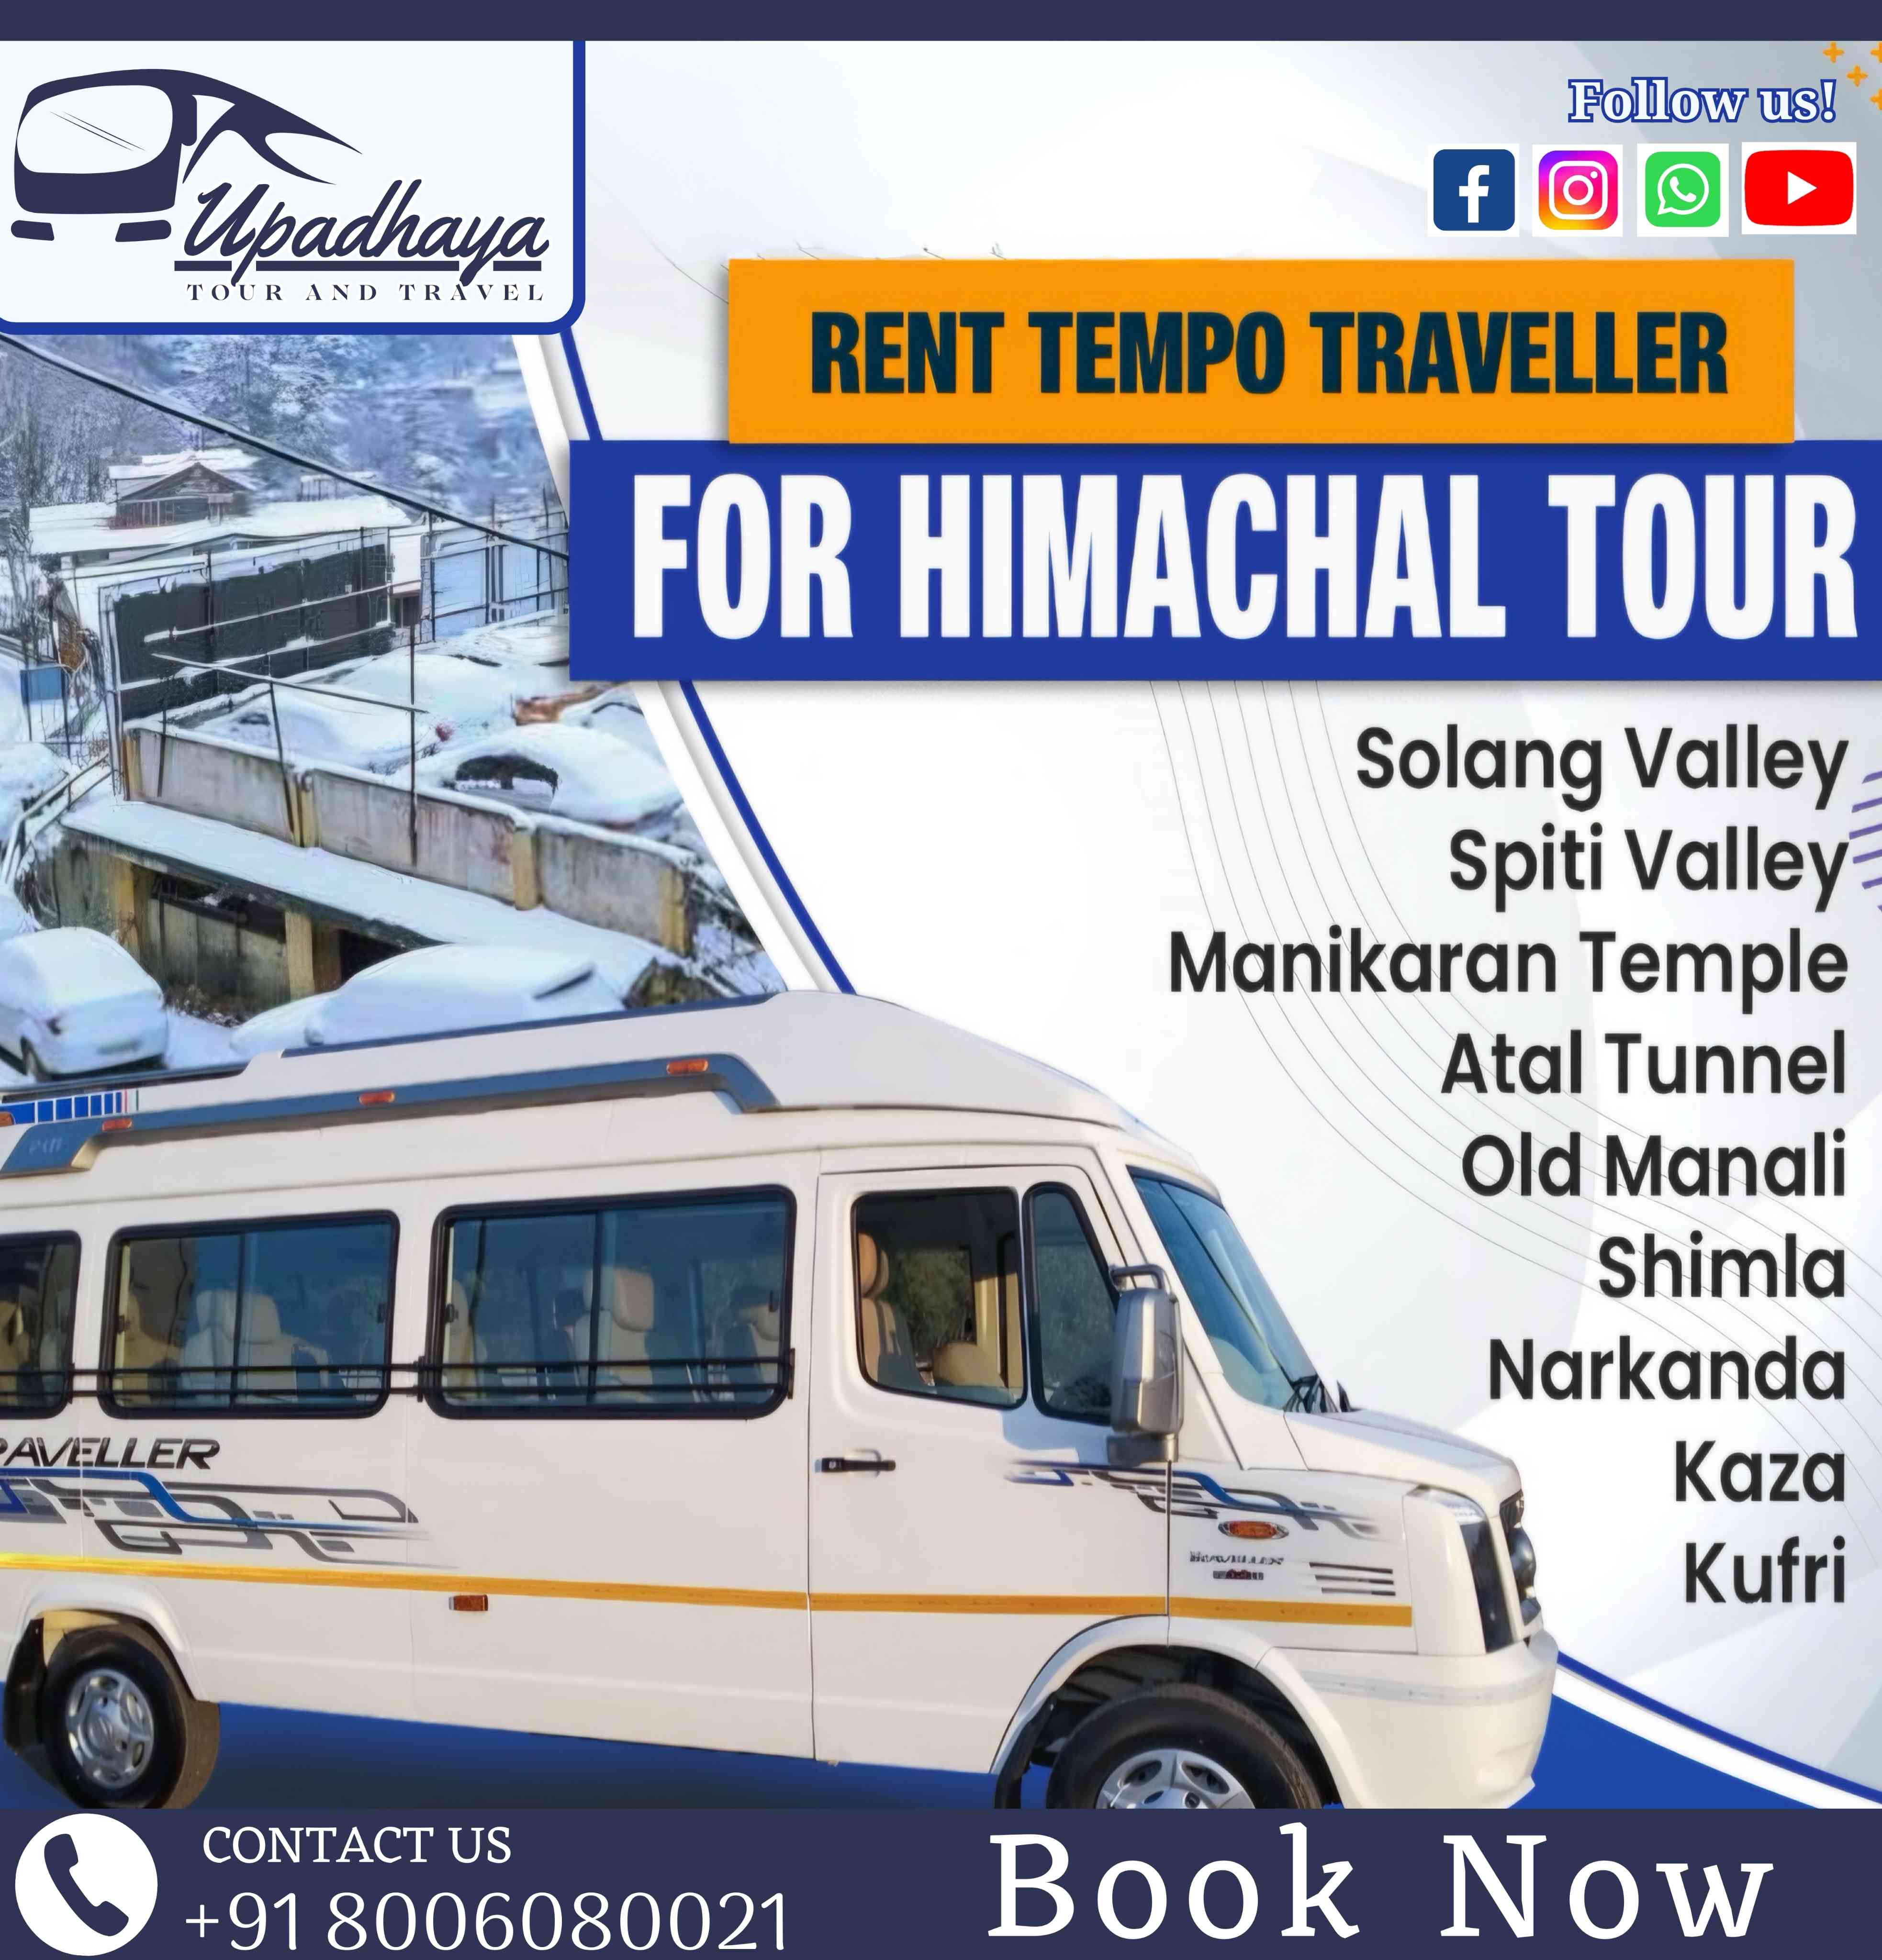 Upadhaya
TOUR AND TRAVEL
Follow us!
RENT TEMPO TRAVELLER
FOR HIMACHAL TOUR
Solang Valley
Spiti Valley
Manikaran Temple
Atal Tunnel
Old Manali
Shimla
Narkanda
Kaza
Kufri
RAVELLER
TRAVELLER
CONTACT US
+91 8006080021
Book Now